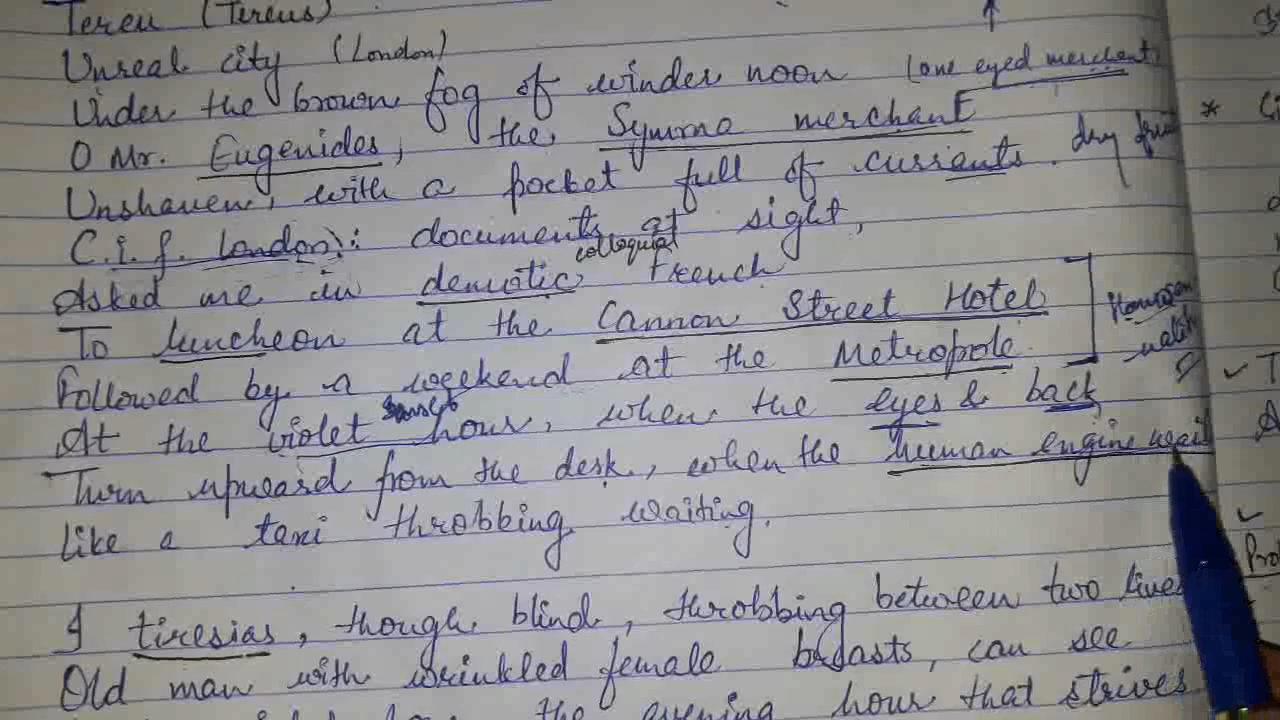 Tereu (Tereus)
Unreal city (London)
Under the brown fog of winder noon (one eyed merchant)
O Mr. Eugenides, the Symrna merchant
Unshaven, with a pocket full of currants. dry
C.i.f. London): documents at sight,
colloquial
Asked me in demotic French
To luncheon at the Cannon Street Hotel
Followed by a weekend at the Metropole
sunset
At the violet hour, when the eyes & back
Turn upward from the desk, when the human engine wait
like a taxi throbbing waiting.
I tiresias, though blind, throbbing between two lives
Old man with wrinkled female breasts, can see
the evening hour that strives